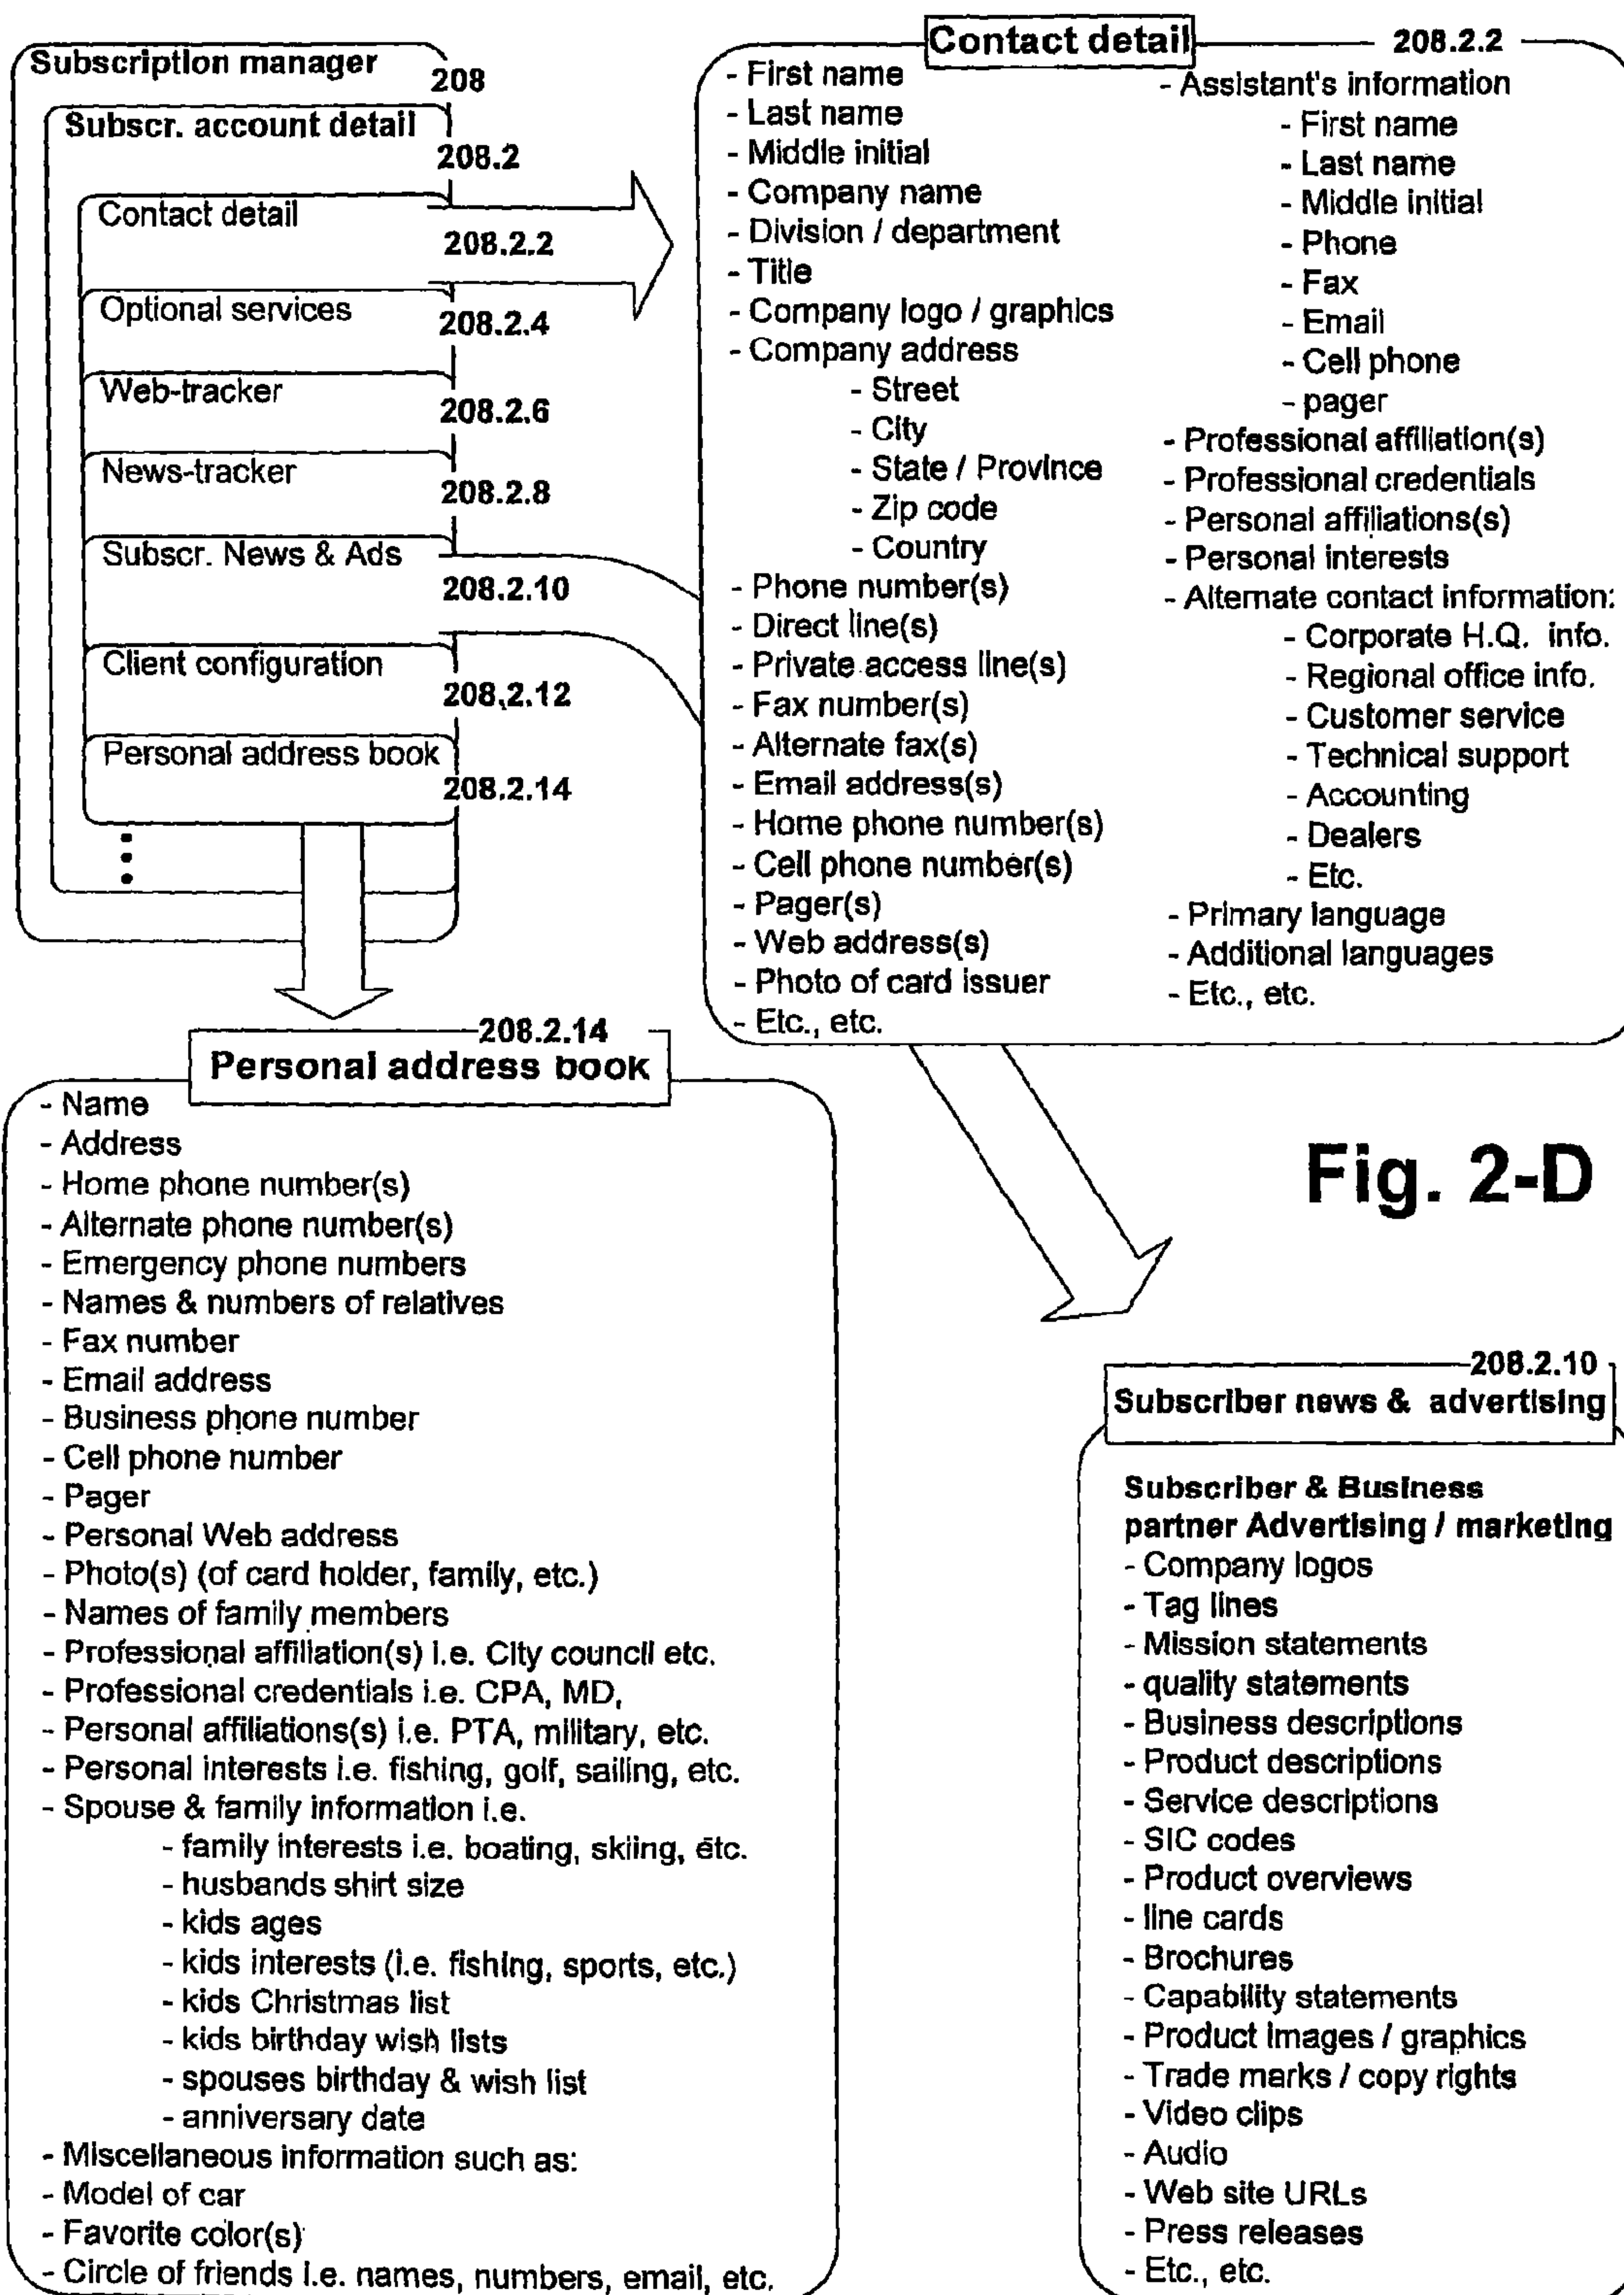 Subscription manager
208
Subscr. account detail
208.2
Contact detail
208.2.2
Optional services
208.2.4
Web-tracker
208.2.6
News-tracker
208.2.8
Subscr. News & Ads
208.2.10
Client configuration
208.2.12
Personal address book
208.2.14
Contact detail
208.2.2
- First name
- Last name
- Middle initial
- Company name
- Division / department
- Title
- Company logo / graphics
- Company address
- Street
- City
- State / Province
- Zip code
- Country
- Phone number(s)
- Direct line(s)
- Private access line(s)
- Fax number(s)
- Alternate fax(s)
- Email address(s)
- Home phone number(s)
- Cell phone number(s)
- Pager(s)
- Web address(s)
- Photo of card issuer
- Etc., etc.
- Assistant's information
- First name
- Last name
- Middle initial
- Phone
- Fax
- Email
- Cell phone
- pager
- Professional affiliation(s)
- Professional credentials
- Personal affiliations(s)
- Personal interests
- Alternate contact information:
- Corporate H.Q. info.
- Regional office info.
- Customer service
- Technical support
- Accounting
- Dealers
- Etc.
- Primary language
- Additional languages
- Etc., etc.
208.2.14
Personal address book
- Name
- Address
- Home phone number(s)
- Alternate phone number(s)
- Emergency phone numbers
- Names & numbers of relatives
- Fax number
- Email address
- Business phone number
- Cell phone number
- Pager
- Personal Web address
- Photo(s) (of card holder, family, etc.)
- Names of family members
- Professional affiliation(s) i.e. City council etc.
- Professional credentials i.e. CPA, MD,
- Personal affiliations(s) i.e. PTA, military, etc.
- Personal interests i.e. fishing, golf, sailing, etc.
- Spouse & family information i.e.
- family interests i.e. boating, skiing, etc.
- husbands shirt size
- kids ages
- kids interests (i.e. fishing, sports, etc.)
- kids Christmas list
- kids birthday wish lists
- spouses birthday & wish list
- anniversary date
- Miscellaneous information such as:
- Model of car
- Favorite color(s)
- Circle of friends i.e. names, numbers, email, etc.
Fig. 2-D
208.2.10
Subscriber news & advertising
Subscriber & Business
partner Advertising / marketing
- Company logos
- Tag lines
- Mission statements
- quality statements
- Business descriptions
- Product descriptions
- Service descriptions
- SIC codes
- Product overviews
- line cards
- Brochures
- Capability statements
- Product images / graphics
- Trade marks / copy rights
- Video clips
- Audio
- Web site URLs
- Press releases
- Etc., etc.